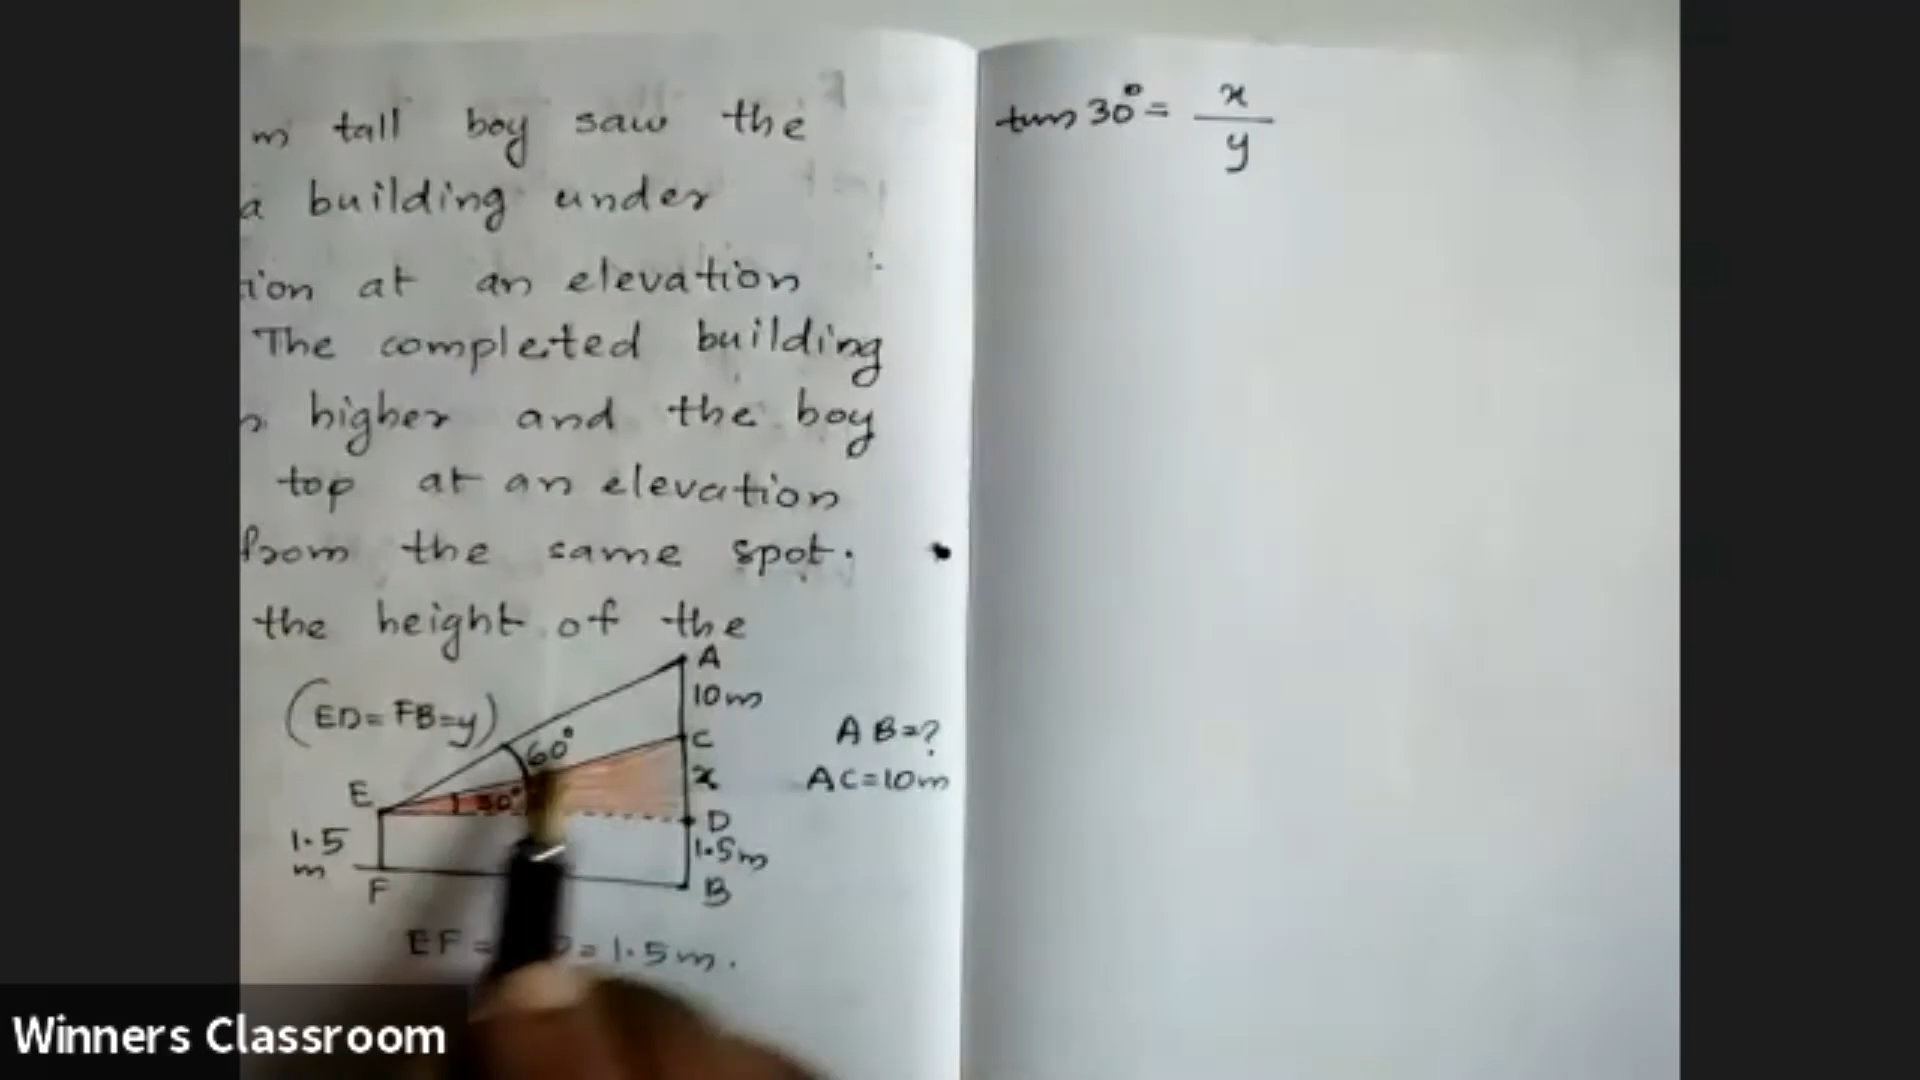 m tall boy saw the
a building under
ion at an elevation
The completed building
higher and the boy
top at an elevation
from the same spot.
the height of the
(ED=FB=y)
A
10m
60°
C
x
E
30°
D
1.5m
1.5
m
F
B
AB=?
AC=10m
EF = D = 1.5m.
tan 30° = x
y
Winners Classroom